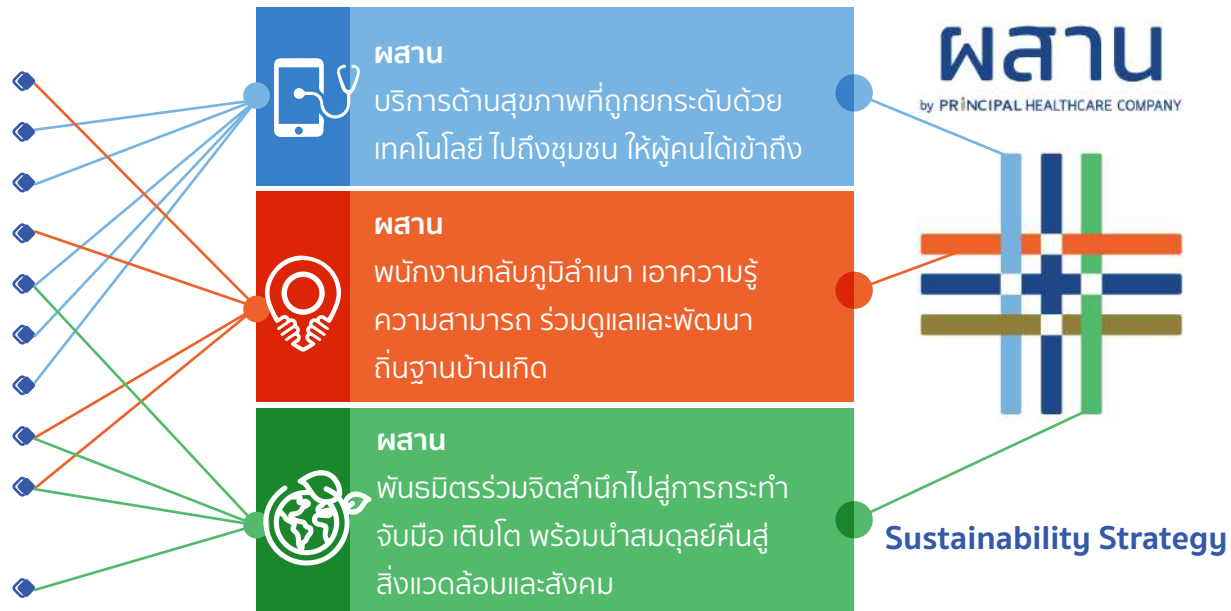 ผสาน
บริการด้านสุขภาพที่ถูกยกระดับด้วย
เทคโนโลยี ไปถึงชุมชน ให้ผู้คนได้เข้าถึง
ผสาน
พนักงานกลับภูมิลำเนา เอาความรู้
ความสามารถ ร่วมดูแลและพัฒนา
ถิ่นฐานบ้านเกิด
ผสาน
พันธมิตรร่วมจิตสำนึกไปสู่การกระทำ
จับมือ เติบโต พร้อมนำสมดุลย์คืนสู่
สิ่งแวดล้อมและสังคม
ผสาน
by PRINCIPAL HEALTHCARE COMPANY
Sustainability Strategy